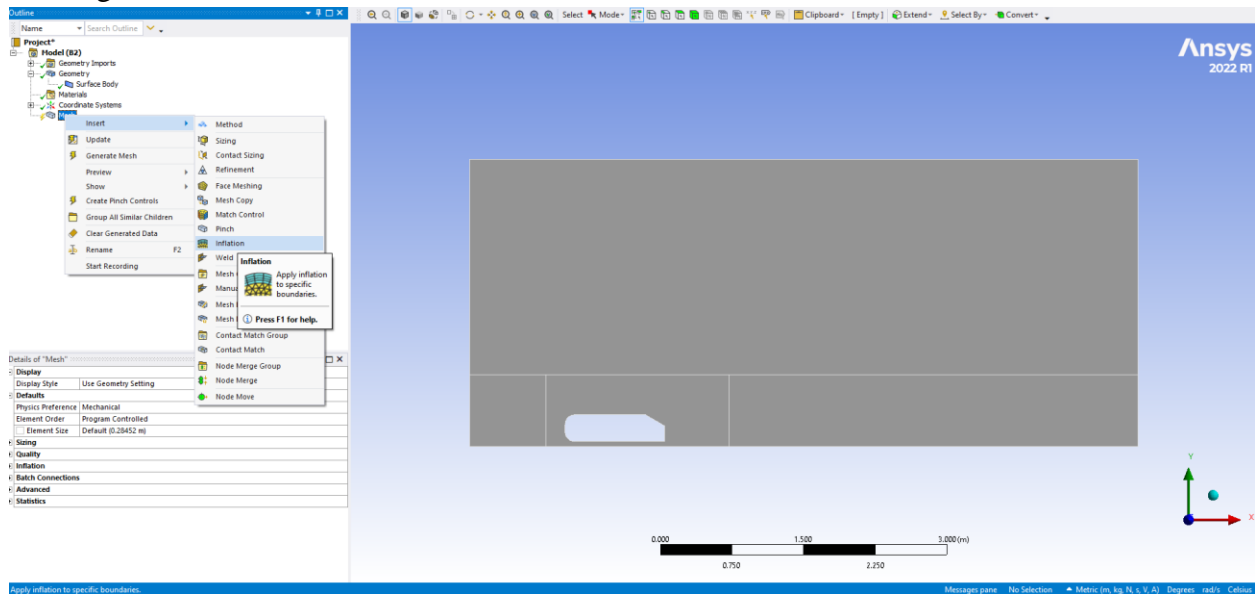 Outline
Name
Search Outline
Project*
Model (B2)
Geometry Imports
Geometry
Surface Body
Materials
Coordinate Systems
Insert
Update
Generate Mesh
Preview
Show
Create Pinch Controls
Group All Similar Children
Clear Generated Data
Rename F2
Start Recording
Method
Sizing
Contact Sizing
Refinement
Face Meshing
Mesh Copy
Match Control
Pinch
Inflation
Weld
Mesh
Manua
Mesh
Mesh
Contact Match Group
Contact Match
Node Merge Group
Node Merge
Node Move
Inflation
Apply inflation
to specific
boundaries.
Press F1 for help.
Select Mode Clipboard [Empty] Extend Select By Convert
Ansys
2022 R1
Details of "Mesh"
Display
Display Style Use Geometry Setting
Defaults
Physics Preference Mechanical
Element Order Program Controlled
Element Size Default (0.28452 m)
Sizing
Quality
Inflation
Batch Connections
Advanced
Statistics
Y
X
0.000 1.500 3.000 (m)
0.750 2.250
Apply inflation to specific boundaries.
Messages pane No Selection Metric (m, kg, N, s, V, A) Degrees rad/s Celsius